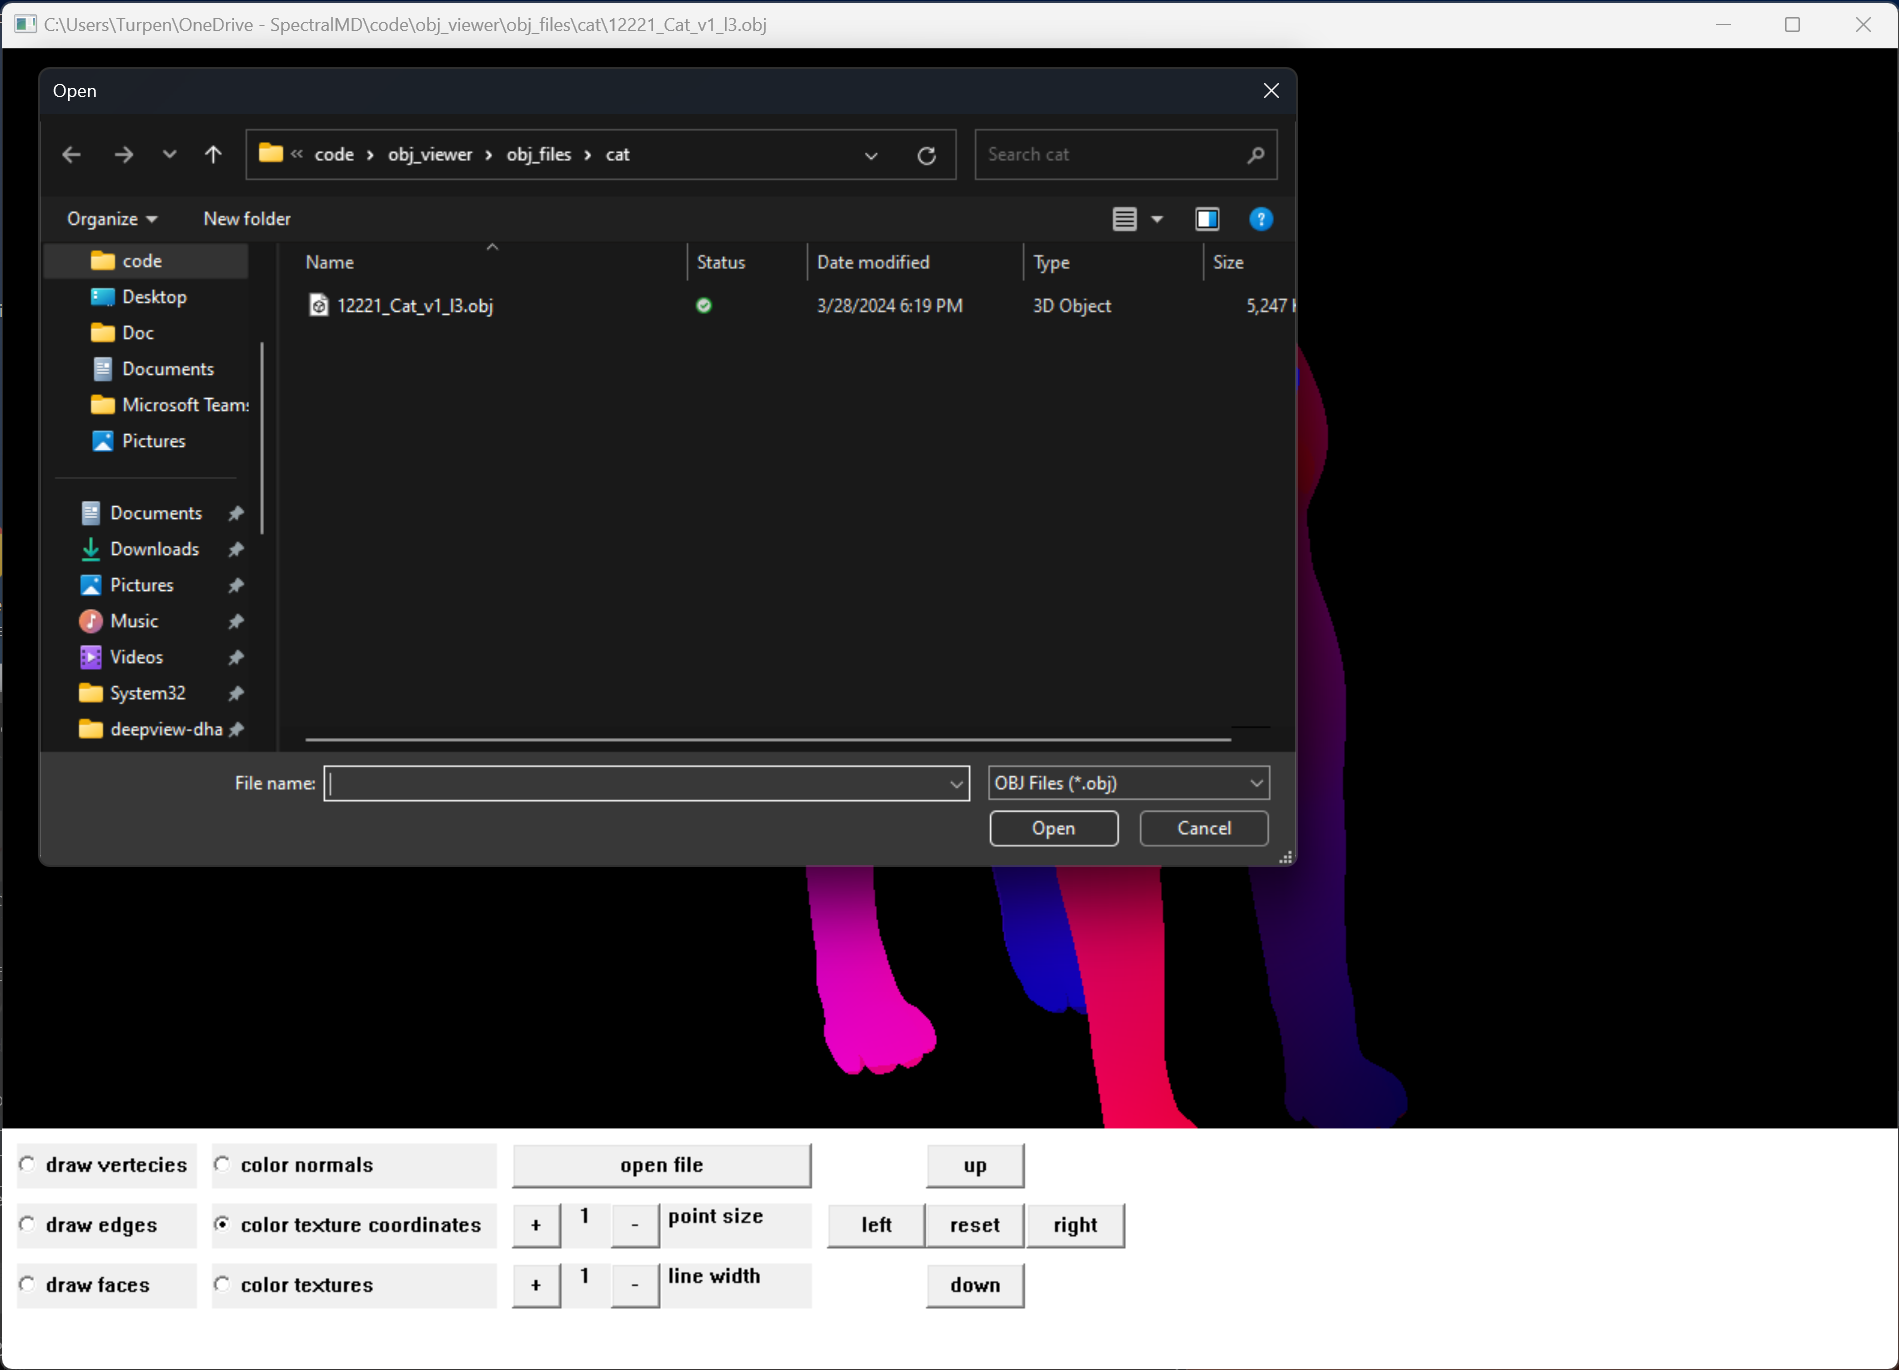 C:\Users\Turpen\OneDrive - SpectralMD\code\obj_viewer\obj_files\cat\12221_Cat_v1_l3.obj
Open
« code › obj_viewer › obj_files › cat
Search cat
Organize
New folder
code
Desktop
Doc
Documents
Microsoft Teams
Pictures
Documents
Downloads
Pictures
Music
Videos
System32
deepview-dha
Name Status Date modified Type Size
12221_Cat_v1_l3.obj 3/28/2024 6:19 PM 3D Object 5,247
File name:
OBJ Files (*.obj)
Open Cancel
draw vertecies color normals open file up
draw edges color texture coordinates + 1 - point size left reset right
draw faces color textures + 1 - line width down